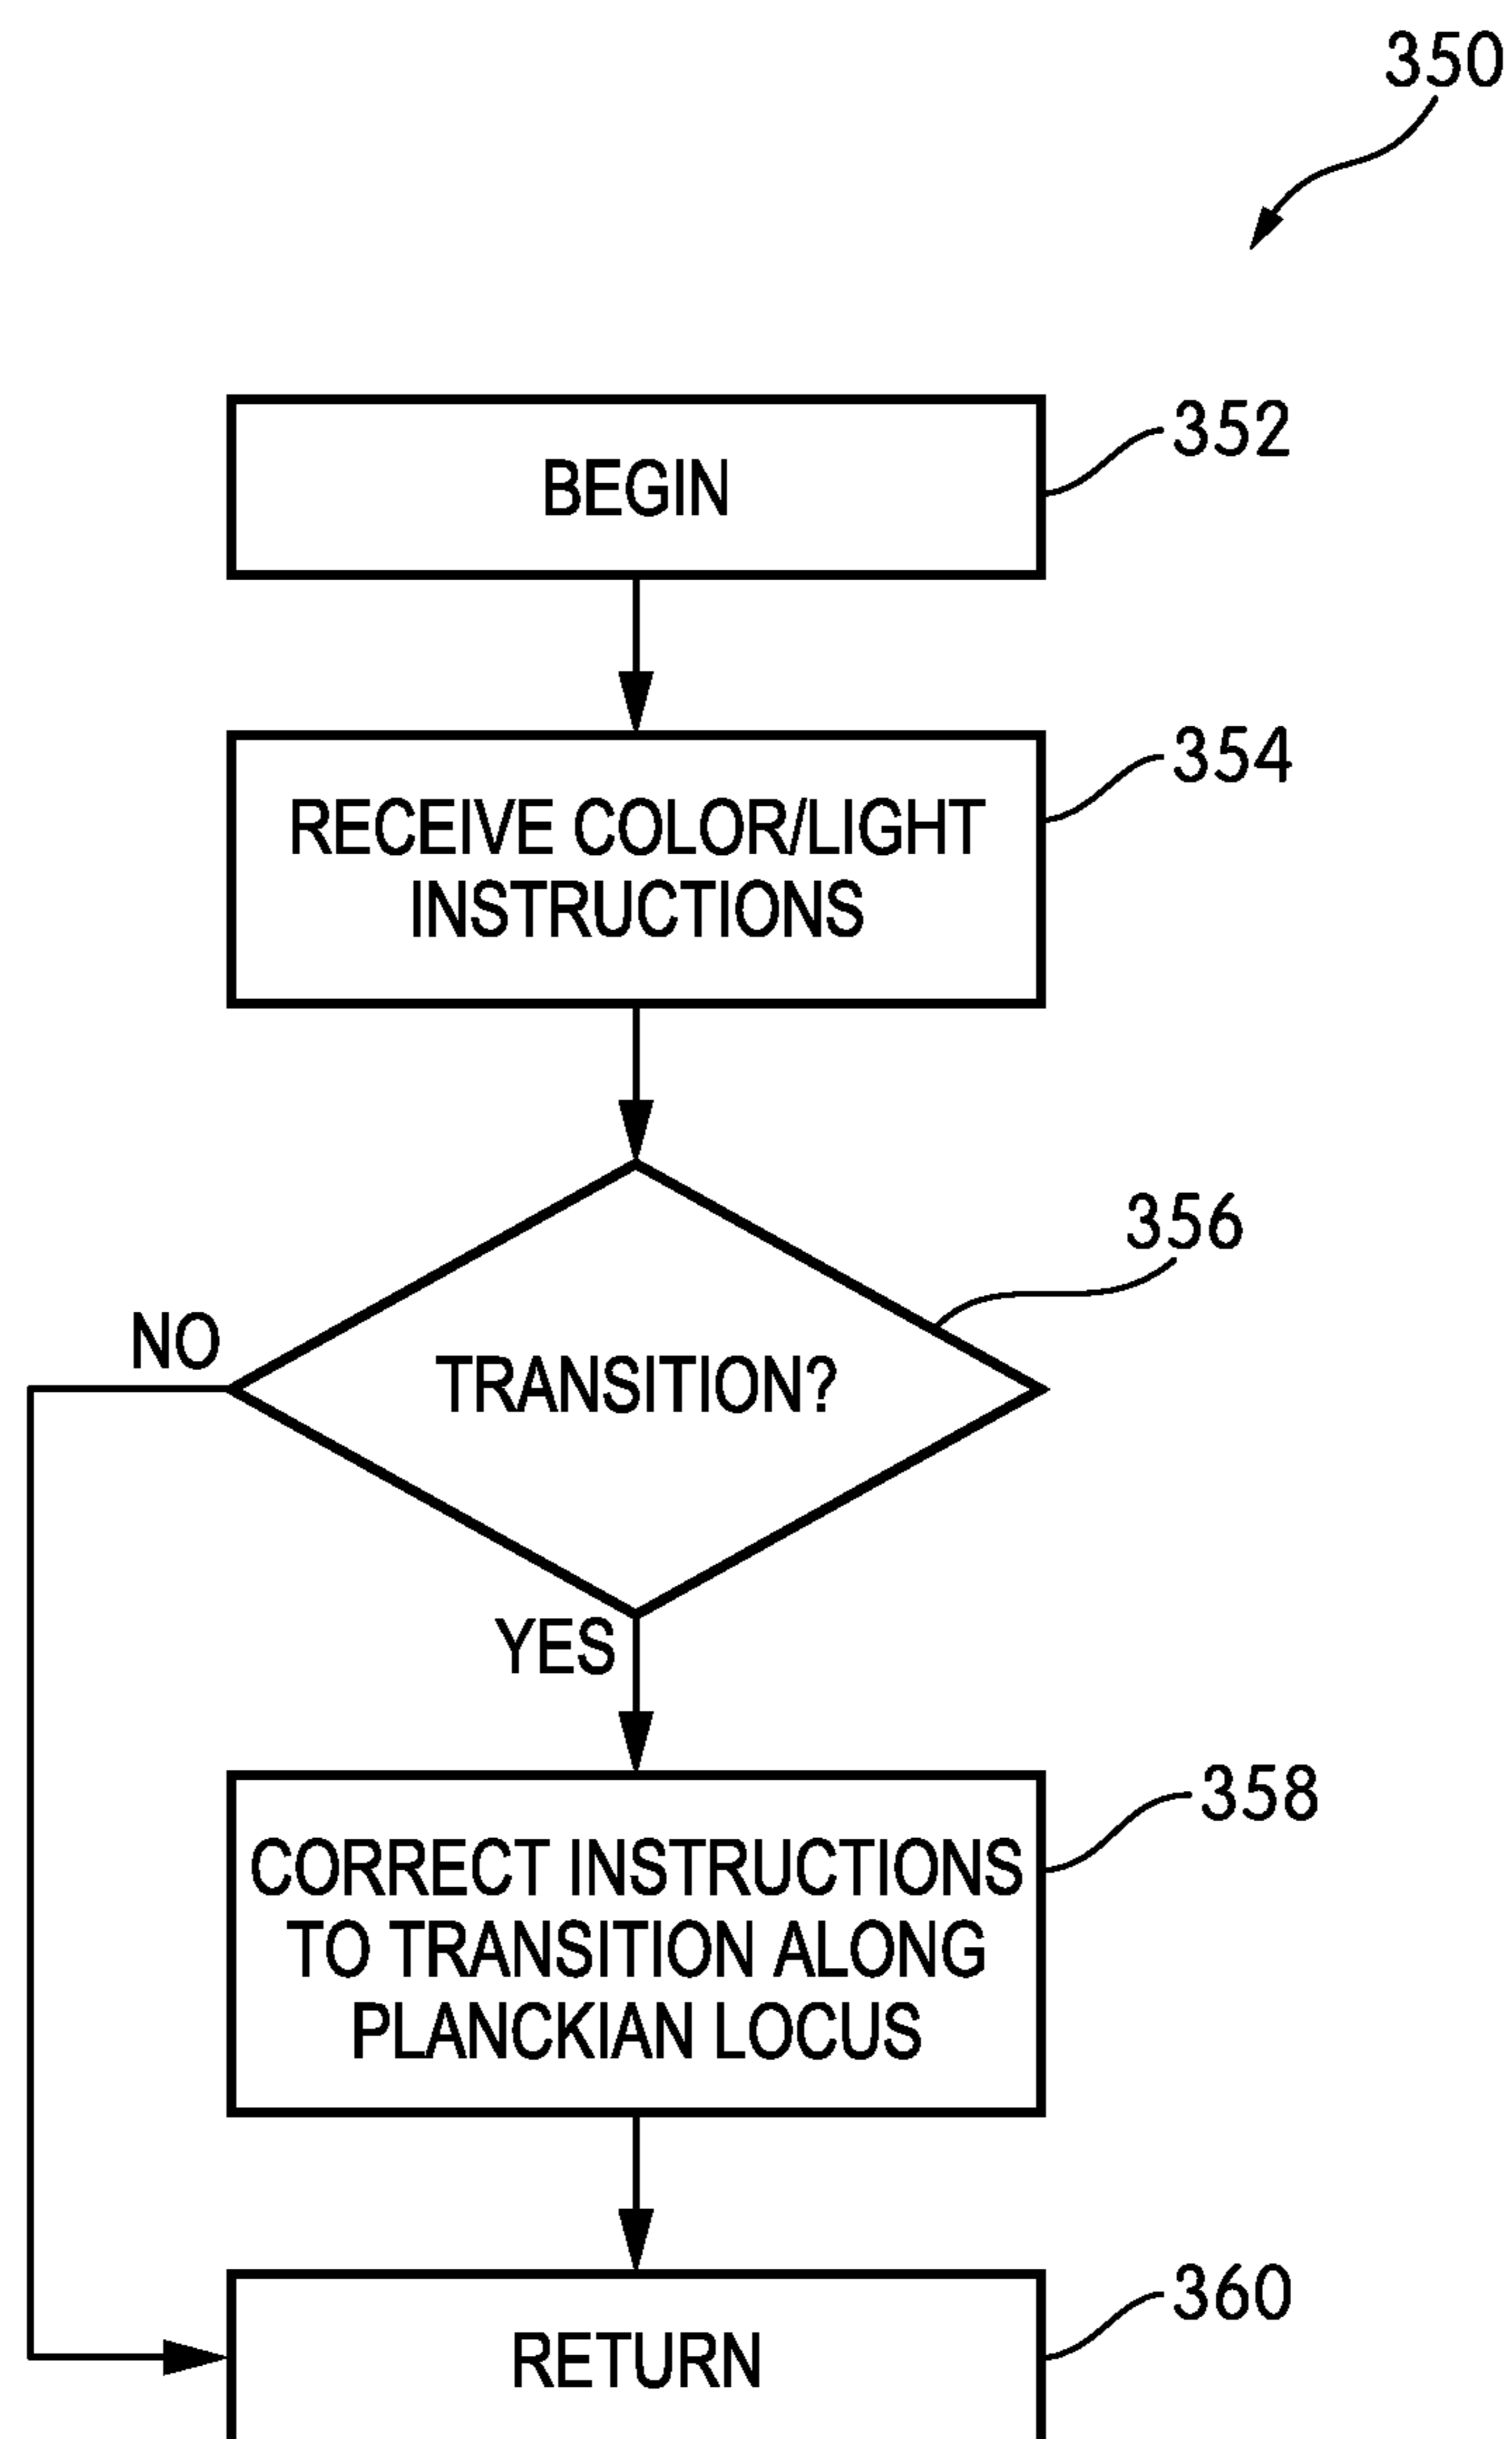 350
BEGIN
352
RECEIVE COLOR/LIGHT
INSTRUCTIONS
354
356
TRANSITION?
NO
YES
CORRECT INSTRUCTIONS
TO TRANSITION ALONG
PLANCKIAN LOCUS
358
RETURN
360